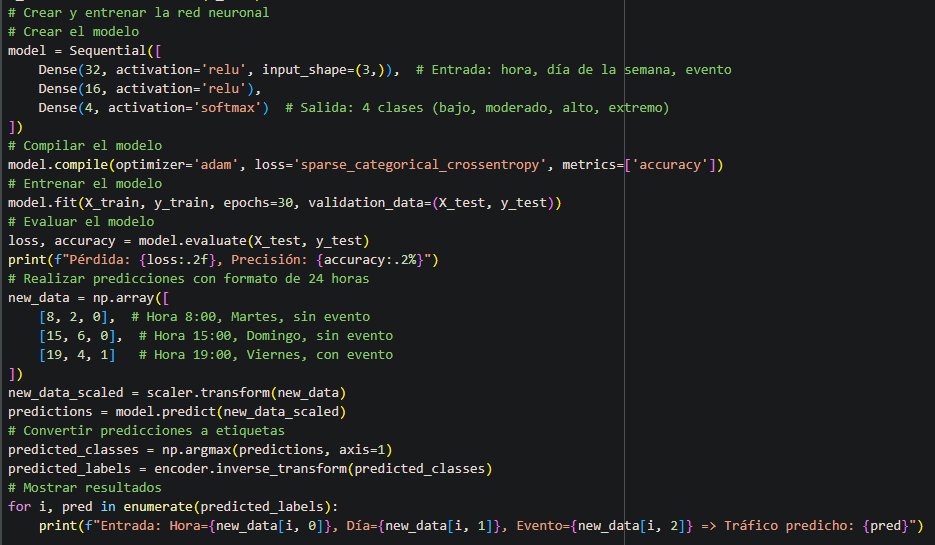 # Crear y entrenar la red neuronal
# Crear el modelo
model = Sequential([
    Dense(32, activation='relu', input_shape=(3,)),  # Entrada: hora, día de la semana, evento
    Dense(16, activation='relu'),
    Dense(4, activation='softmax')  # Salida: 4 clases (bajo, moderado, alto, extremo)
])
# Compilar el modelo
model.compile(optimizer='adam', loss='sparse_categorical_crossentropy', metrics=['accuracy'])
# Entrenar el modelo
model.fit(X_train, y_train, epochs=30, validation_data=(X_test, y_test))
# Evaluar el modelo
loss, accuracy = model.evaluate(X_test, y_test)
print(f"Pérdida: {loss:.2f}, Precisión: {accuracy:.2%}")
# Realizar predicciones con formato de 24 horas
new_data = np.array([
    [8, 2, 0],  # Hora 8:00, Martes, sin evento
    [15, 6, 0],  # Hora 15:00, Domingo, sin evento
    [19, 4, 1]   # Hora 19:00, Viernes, con evento
])
new_data_scaled = scaler.transform(new_data)
predictions = model.predict(new_data_scaled)
# Convertir predicciones a etiquetas
predicted_classes = np.argmax(predictions, axis=1)
predicted_labels = encoder.inverse_transform(predicted_classes)
# Mostrar resultados
for i, pred in enumerate(predicted_labels):
    print(f"Entrada: Hora={new_data[i, 0]}, Día={new_data[i, 1]}, Evento={new_data[i, 2]} => Tráfico predicho: {pred}")